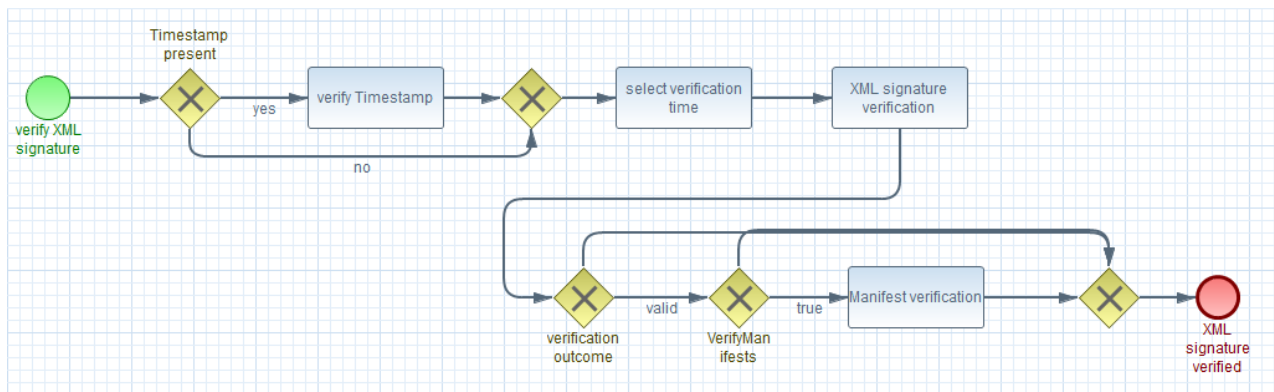 Timestamp
present
verify XML
signature
yes
no
verify Timestamp
select verification
time
XML signature
verification
verification
outcome
valid
VerifyMan
ifests
true
Manifest verification
XML
signature
verified